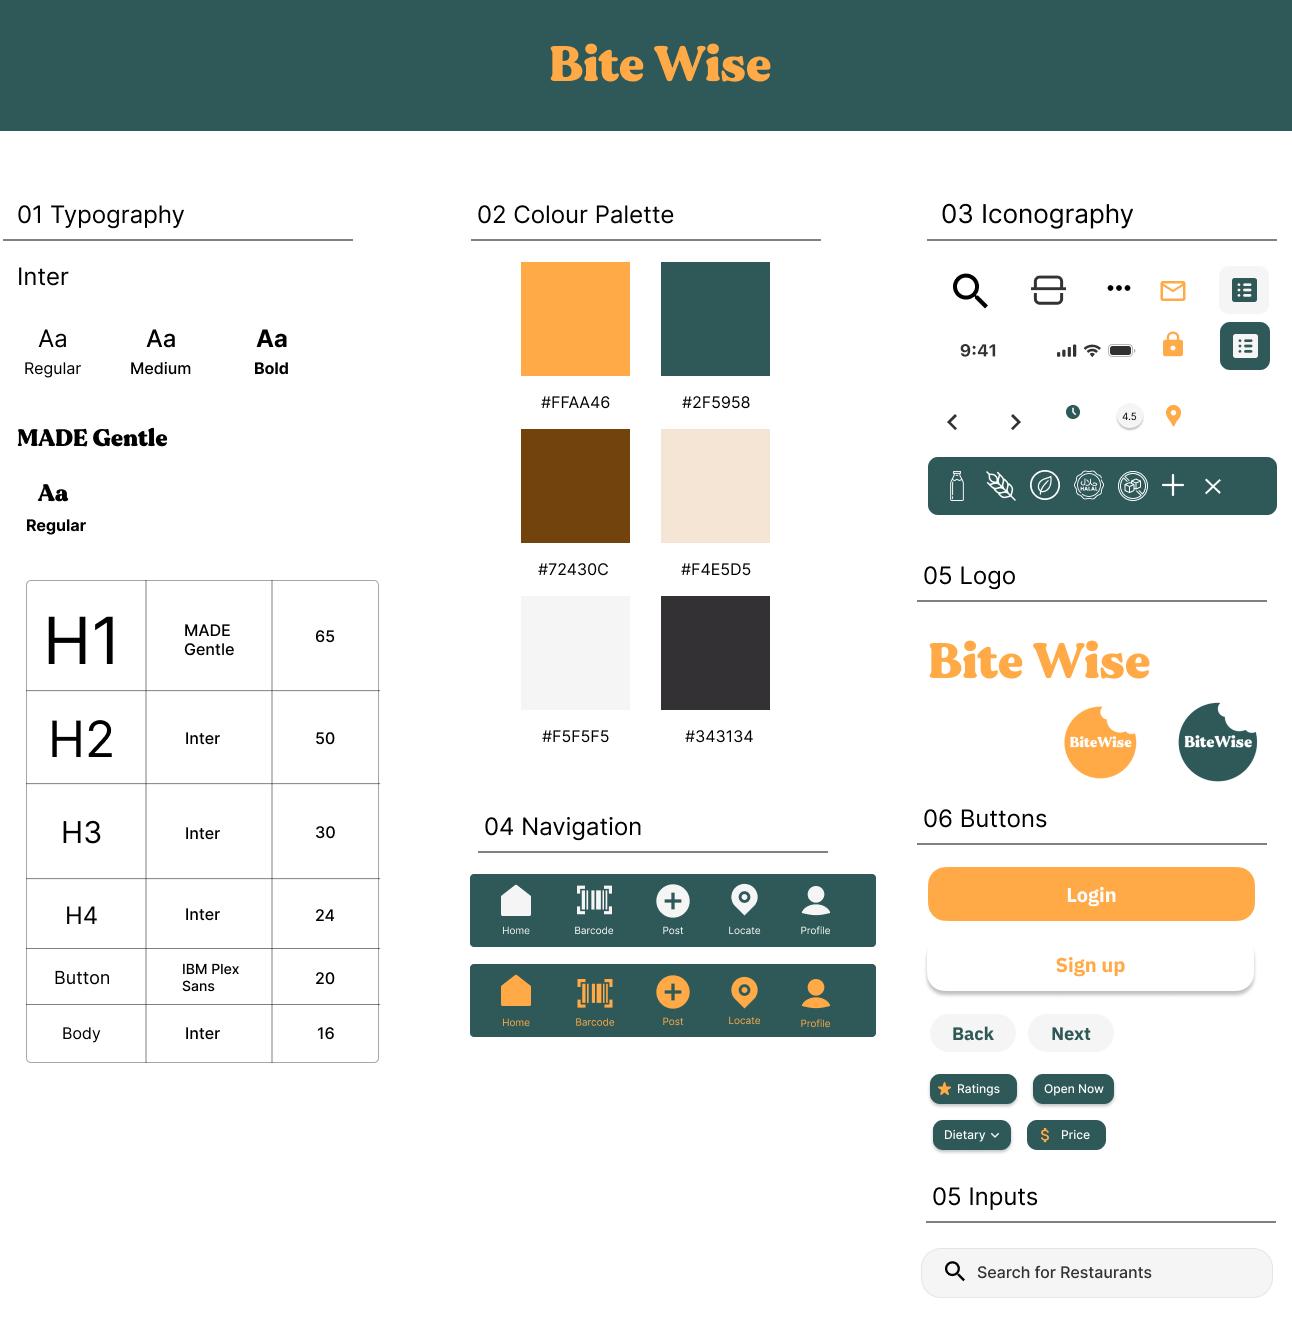 Bite Wise
01 Typography
Inter
Aa
Regular
Aa
Medium
Aa
Bold
MADE Gentle
Aa
Regular
H1
MADE
Gentle
65
H2
Inter
50
H3
Inter
30
H4
Inter
24
Button
IBM Plex
Sans
20
Body
Inter
16
02 Colour Palette
#FFAA46
#2F5958
#72430C
#F4E5D5
#F5F5F5
#343134
04 Navigation
Home
Barcode
Post
Locate
Profile
Home
Barcode
Post
Locate
Profile
03 Iconography
9:41
4.5
حلال
HALAL
05 Logo
Bite Wise
BiteWise
BiteWise
06 Buttons
Login
Sign up
Back
Next
Ratings
Open Now
Dietary
$ Price
05 Inputs
Search for Restaurants